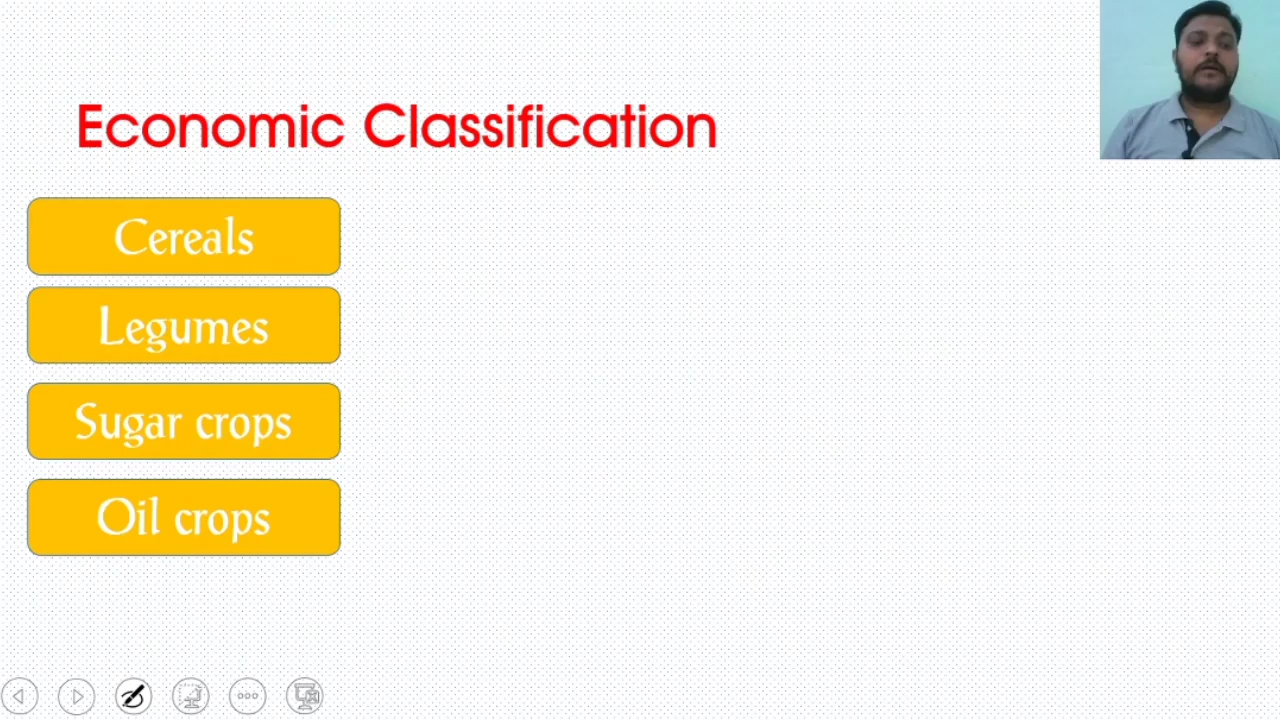 Economic Classification
Cereals
Legumes
Sugar crops
Oil crops